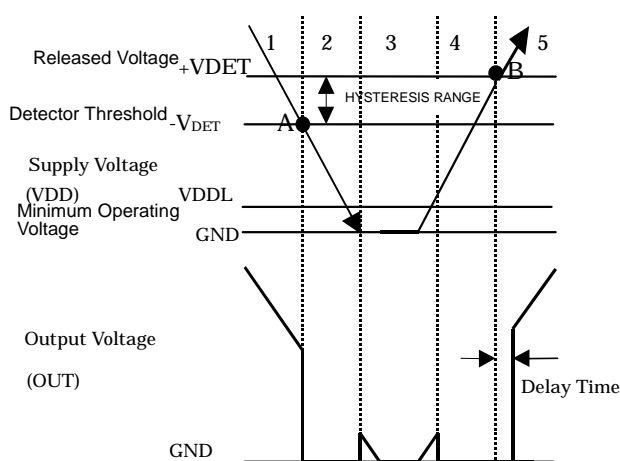 1 2 3 4 5
Released Voltage +VDET
B
HYSTERESIS RANGE
Detector Threshold -VDET
A
Supply Voltage
(VDD)
VDDL
Minimum Operating
Voltage
GND
Output Voltage
(OUT)
Delay Time
GND